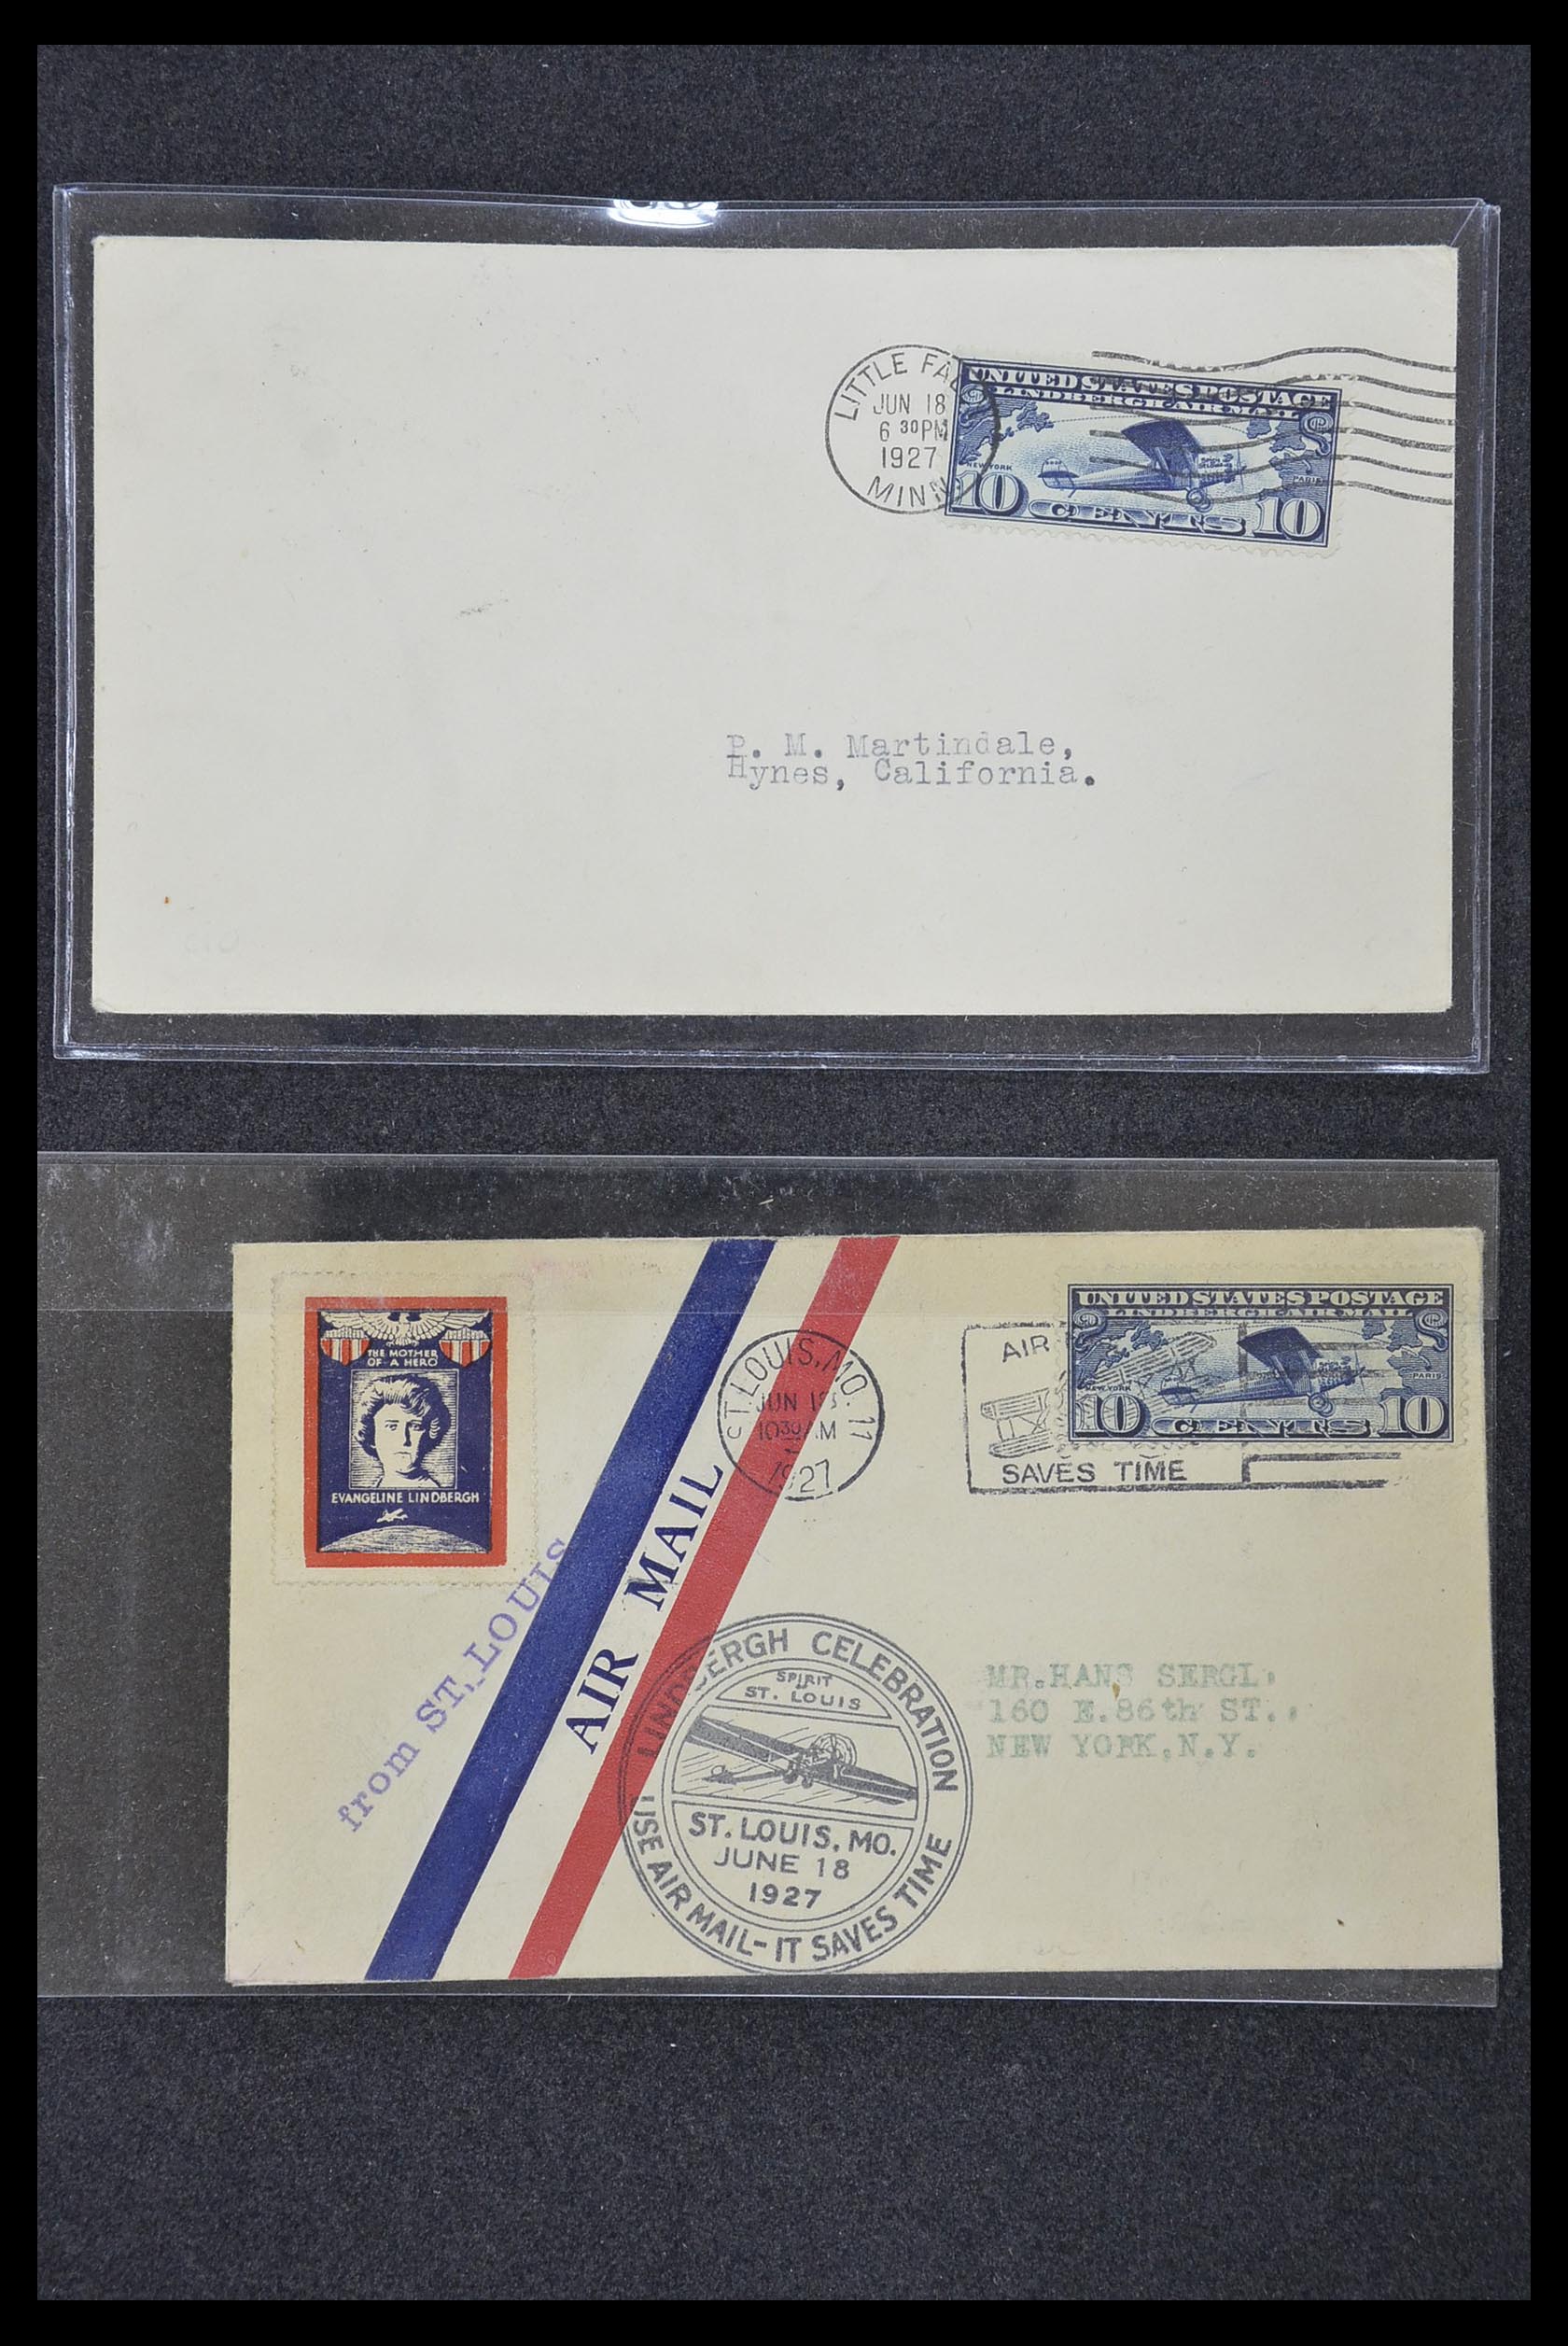 LITTLE FA
JUN 18
6 30PM
1927
MINN
UNITED STATES POSTAGE
LINDBERGH AIR MAIL
NEW YORK
PARIS
10 CENTS 10
P. M. Martindale,
Hynes, California.
THE MOTHER
OF A HERO
EVANGELINE LINDBERGH
from ST. LOUIS
AIR MAIL
ST. LOUIS, MO. 11
JUN 18
10 30 AM
1927
AIR
SAVES TIME
UNITED STATES POSTAGE
LINDBERGH AIR MAIL
NEW YORK
PARIS
10 CENTS 10
LINDBERGH CELEBRATION
SPIRIT
ST. LOUIS
ST. LOUIS, MO.
JUNE 18
1927
USE AIR MAIL - IT SAVES TIME
MR.HANS SERGL,
160 E.86th ST.,
NEW YORK,N.Y.